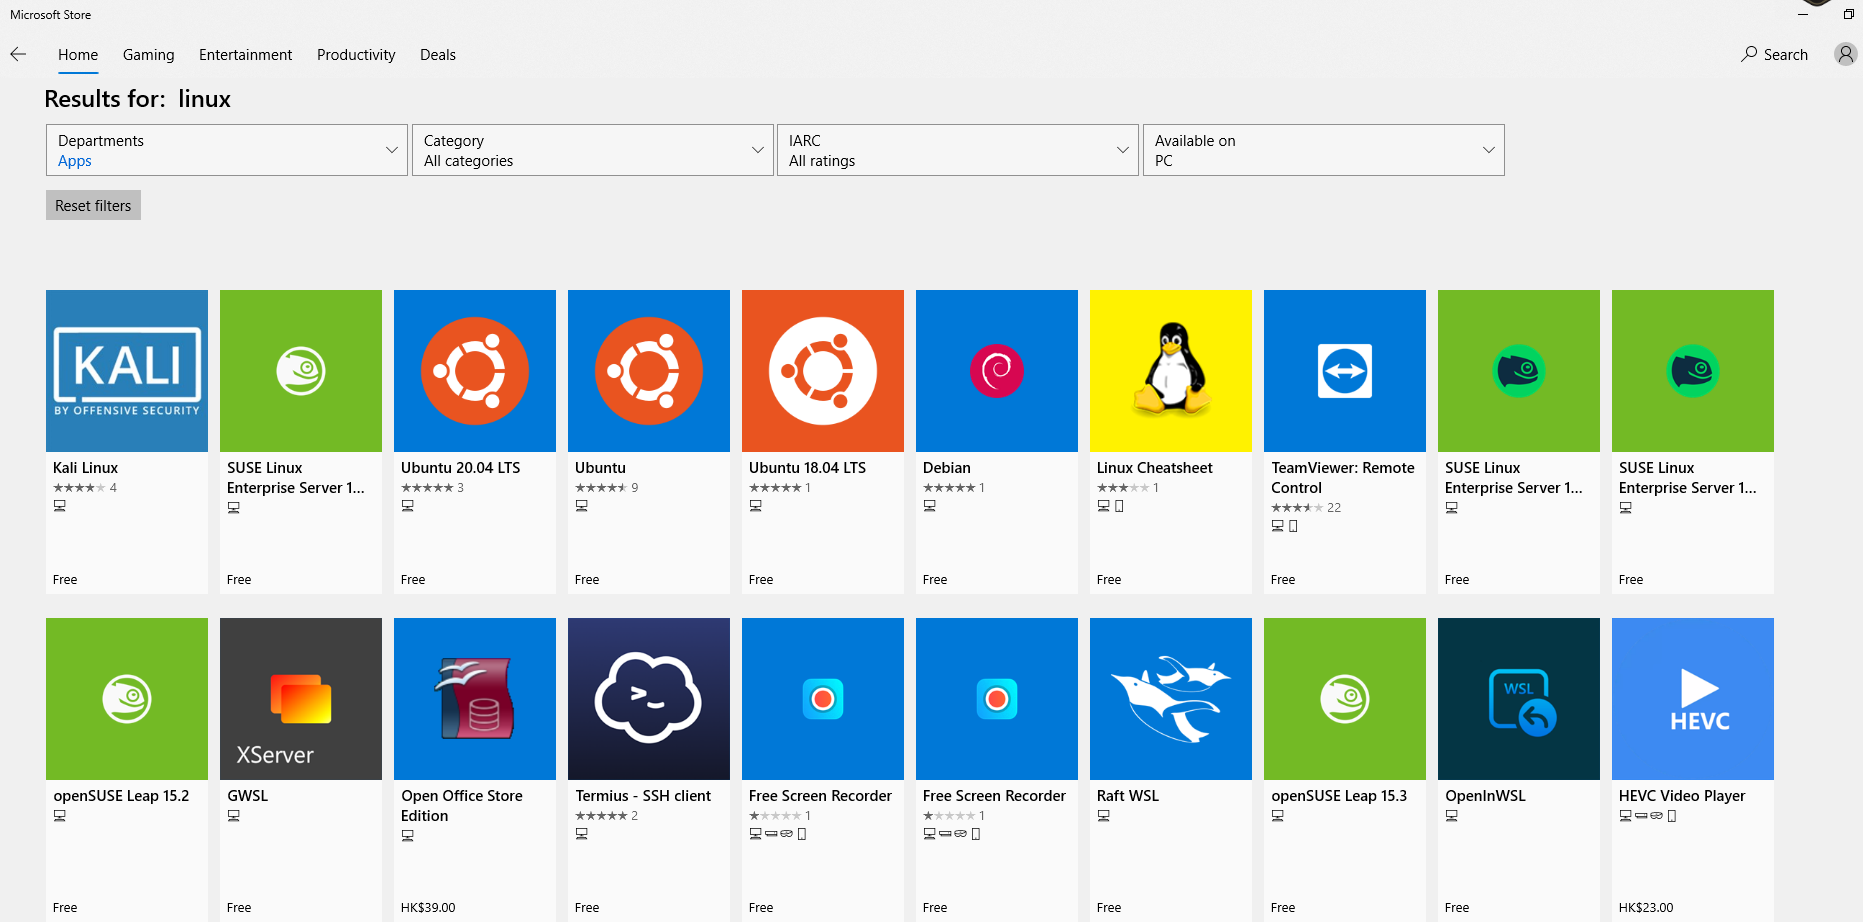 Microsoft Store
Home Gaming Entertainment Productivity Deals Search
Results for: linux
Departments
Apps
Category
All categories
IARC
All ratings
Available on
PC
Reset filters
KALI
BY OFFENSIVE SECURITY
Kali Linux
4
Free
SUSE Linux
Enterprise Server 1...
Free
Ubuntu 20.04 LTS
3
Free
Ubuntu
9
Free
Ubuntu 18.04 LTS
1
Free
Debian
1
Free
Linux Cheatsheet
1
Free
TeamViewer: Remote
Control
22
Free
SUSE Linux
Enterprise Server 1...
Free
SUSE Linux
Enterprise Server 1...
Free
openSUSE Leap 15.2
Free
XServer
GWSL
Free
Open Office Store
Edition
HK$39.00
Termius - SSH client
2
Free
Free Screen Recorder
1
Free
Free Screen Recorder
1
Free
Raft WSL
Free
openSUSE Leap 15.3
Free
WSL
OpenInWSL
Free
HEVC
HEVC Video Player
HK$23.00